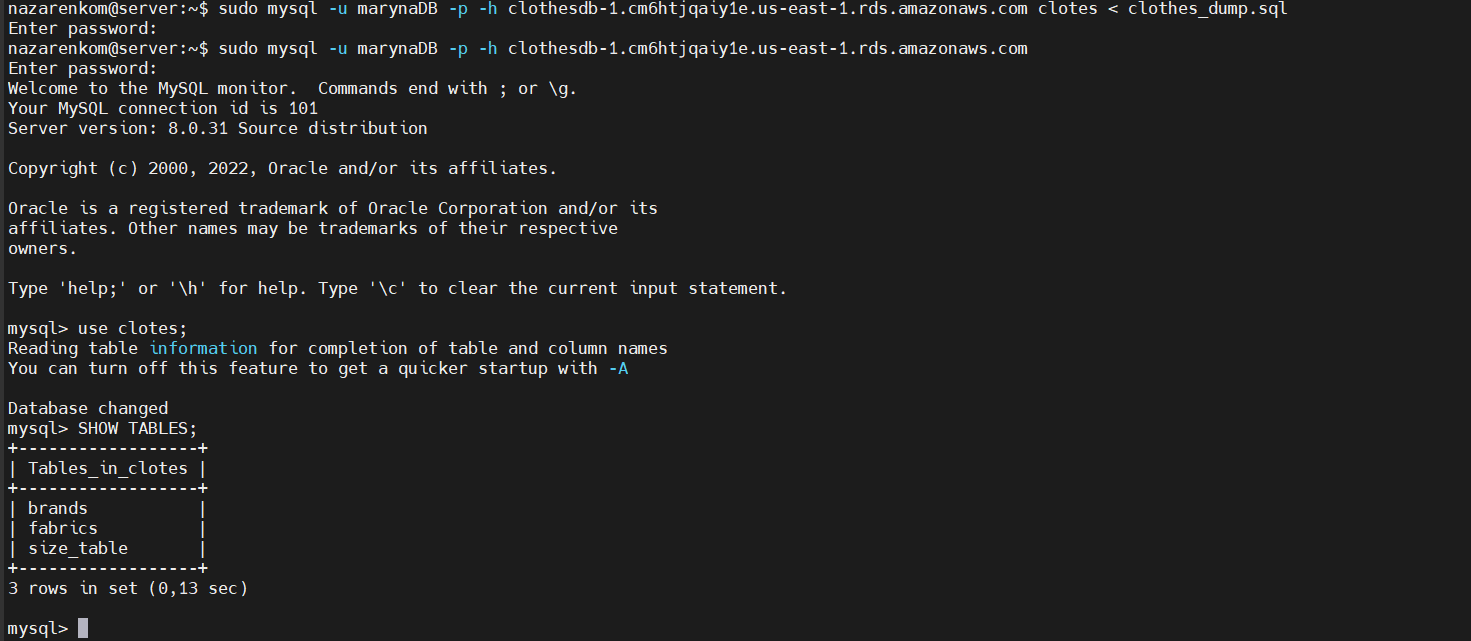 nazarenkom@server:~$ sudo mysql -u marynaDB -p -h clothesdb-1.cm6htjqaiy1e.us-east-1.rds.amazonaws.com clotes < clothes_dump.sql
Enter password:
nazarenkom@server:~$ sudo mysql -u marynaDB -p -h clothesdb-1.cm6htjqaiy1e.us-east-1.rds.amazonaws.com
Enter password:
Welcome to the MySQL monitor.  Commands end with ; or \g.
Your MySQL connection id is 101
Server version: 8.0.31 Source distribution

Copyright (c) 2000, 2022, Oracle and/or its affiliates.

Oracle is a registered trademark of Oracle Corporation and/or its
affiliates. Other names may be trademarks of their respective
owners.

Type 'help;' or '\h' for help. Type '\c' to clear the current input statement.

mysql> use clotes;
Reading table information for completion of table and column names
You can turn off this feature to get a quicker startup with -A

Database changed
mysql> SHOW TABLES;
+------------------+
| Tables_in_clotes |
+------------------+
| brands           |
| fabrics          |
| size_table       |
+------------------+
3 rows in set (0,13 sec)

mysql>